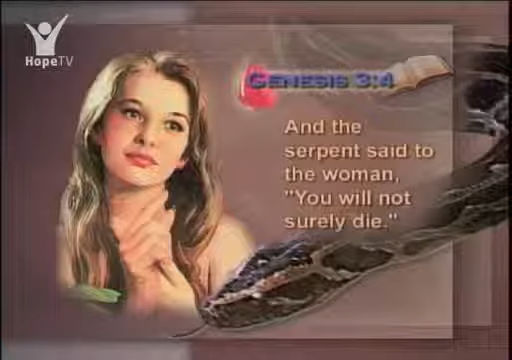 HopeTV
GENESIS 3:4
And the
serpent said to
the woman,
"You will not
surely die."